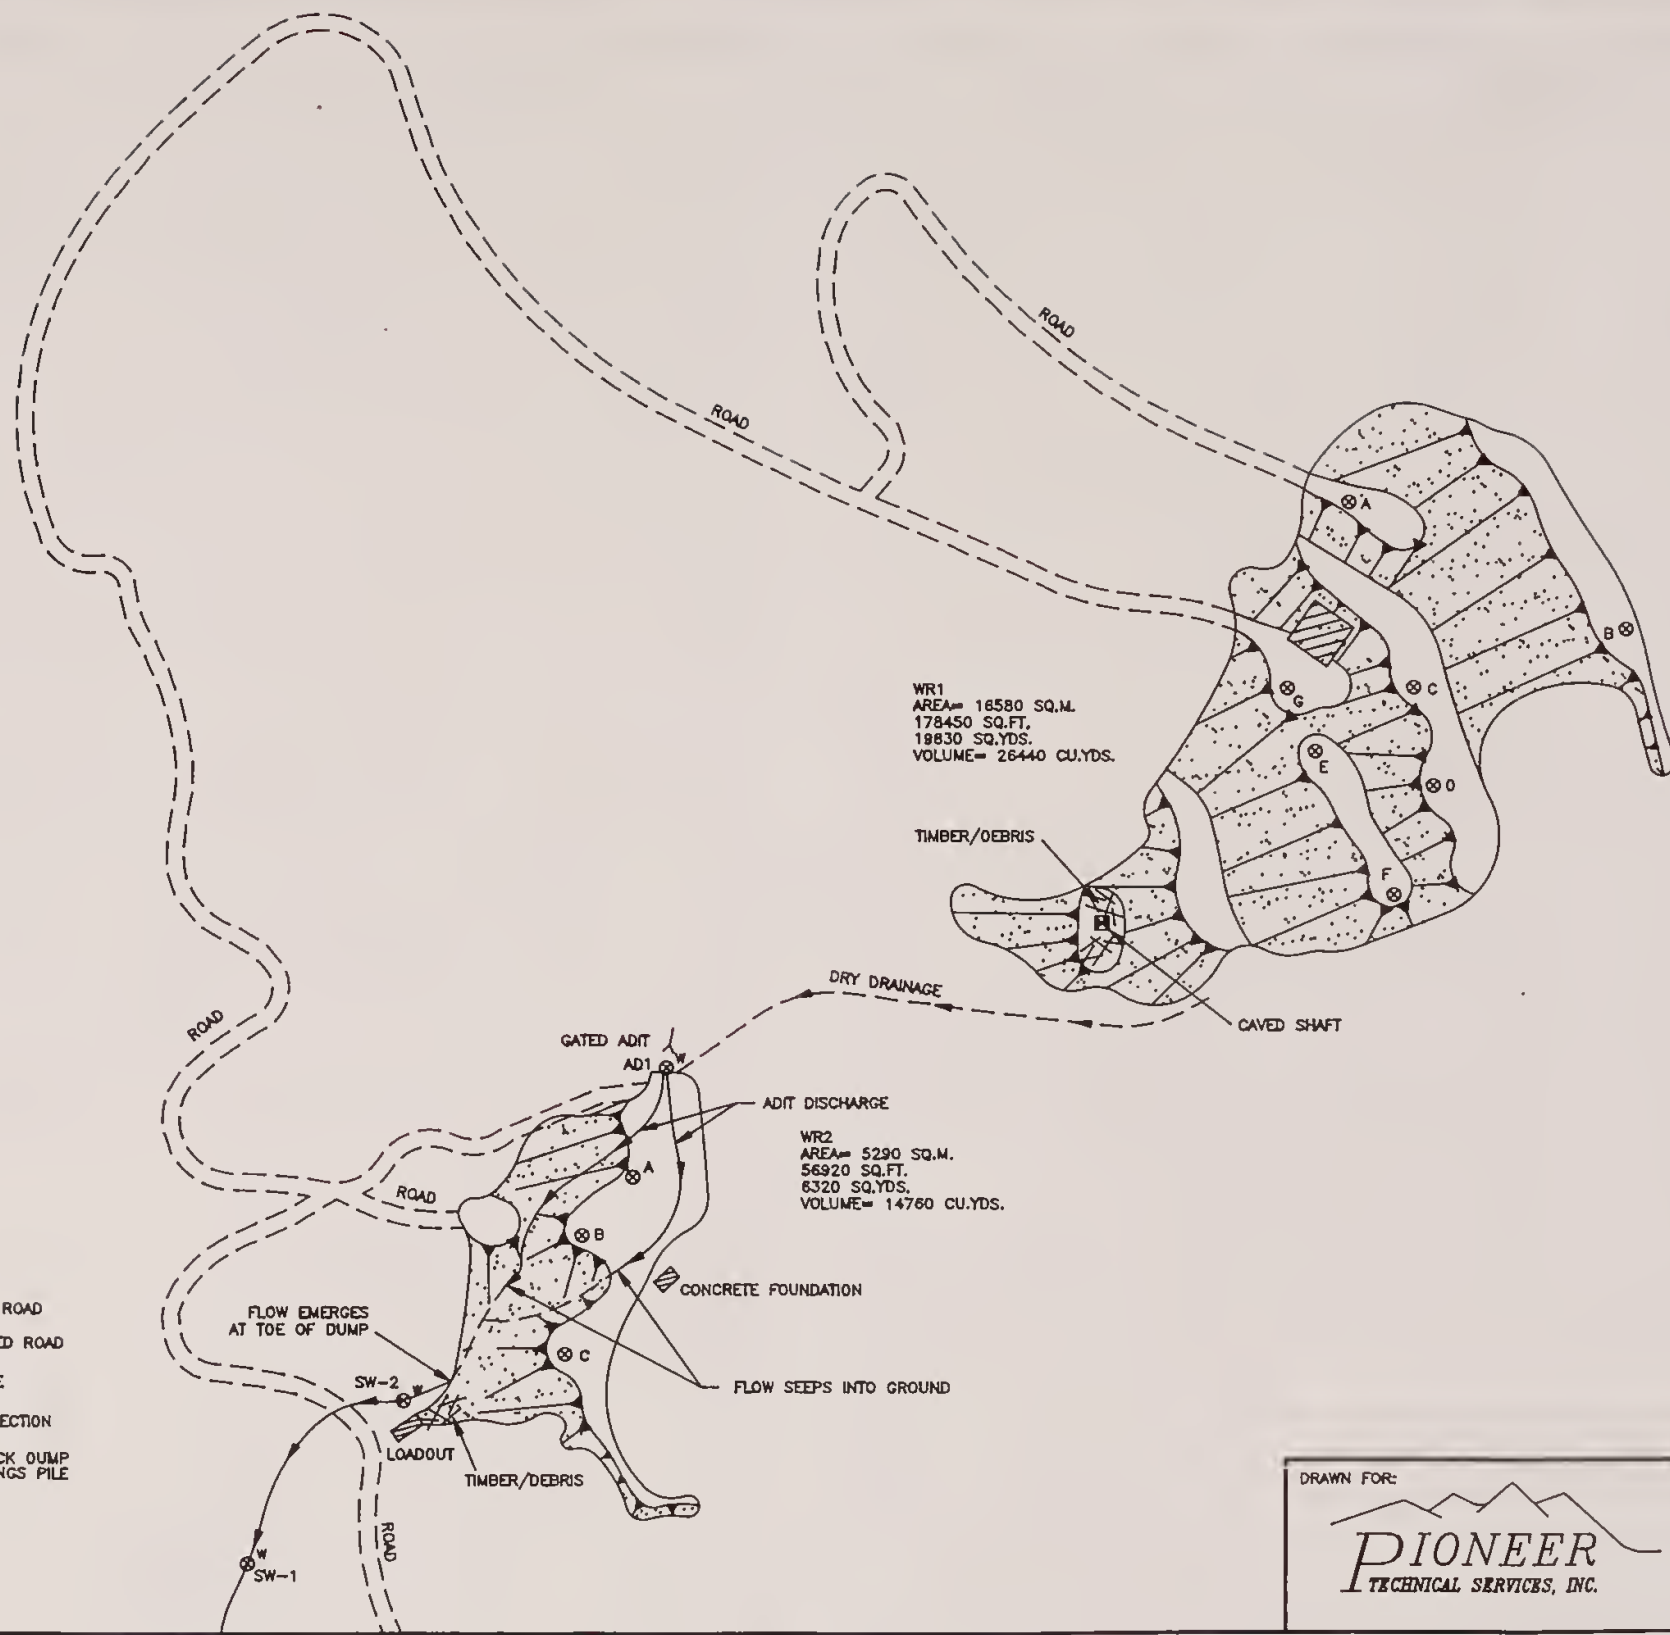 ROAD
ROAD
A
B
WR1
AREA= 16580 SQ.M.
178450 SQ.FT.
19830 SQ.YDS.
VOLUME= 26440 CU.YDS.
G
C
E
D
TIMBER/DEBRIS
F
DRY DRAINAGE
CAVED SHAFT
ROAD
GATED ADIT
AD1
W
ADIT DISCHARGE
WR2
AREA= 5290 SQ.M.
56920 SQ.FT.
6320 SQ.YDS.
VOLUME= 14760 CU.YDS.
A
ROAD
B
CONCRETE FOUNDATION
ROAD
FLOW EMERGES
AT TOE OF DUMP
ED ROAD
C
SW-2
W
FLOW SEEPS INTO GROUND
ECTION
LOADOUT
CK DUMP
NGS PILE
TIMBER/DEBRIS
ROAD
W
SW-1
DRAWN FOR:
PIONEER
TECHNICAL SERVICES, INC.